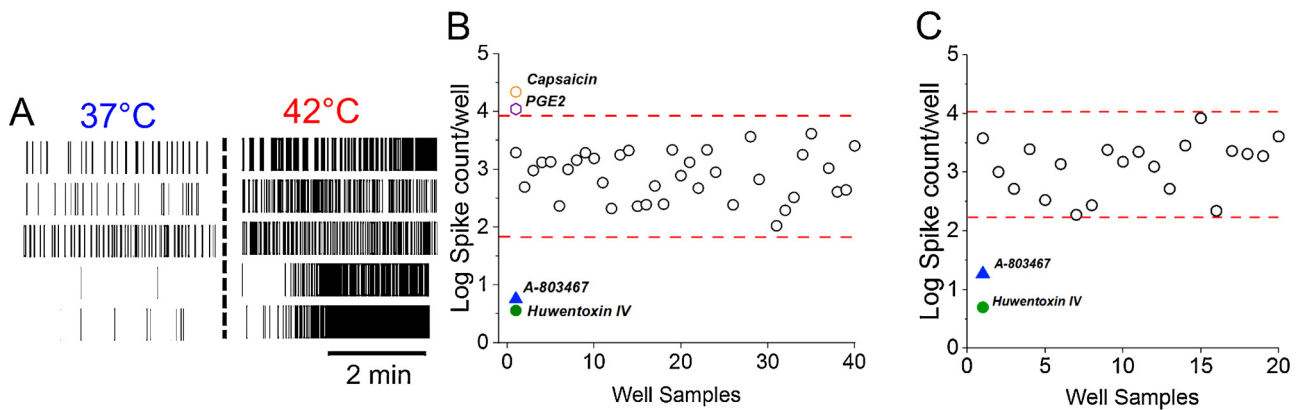 A
37°C
42°C
2 min
B
Log Spike count/well
5
4
3
2
1
0
Capsaicin
PGE2
A-803467
Huwentoxin IV
0
10
20
30
40
Well Samples
C
Log Spike count/well
5
4
3
2
1
0
A-803467
Huwentoxin IV
0
5
10
15
20
Well Samples